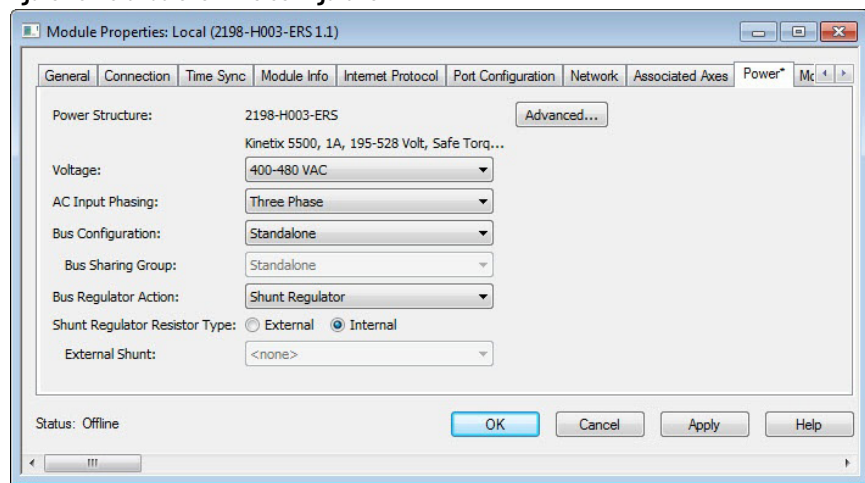 Module Properties: Local (2198-H003-ERS 1.1)
General Connection Time Sync Module Info Internet Protocol Port Configuration Network Associated Axes Power*
Power Structure: 2198-H003-ERS Advanced...
Kinetix 5500, 1A, 195-528 Volt, Safe Torq...
Voltage: 400-480 VAC
AC Input Phasing: Three Phase
Bus Configuration: Standalone
Bus Sharing Group: Standalone
Bus Regulator Action: Shunt Regulator
Shunt Regulator Resistor Type: External Internal
External Shunt: <none>
Status: Offline OK Cancel Apply Help